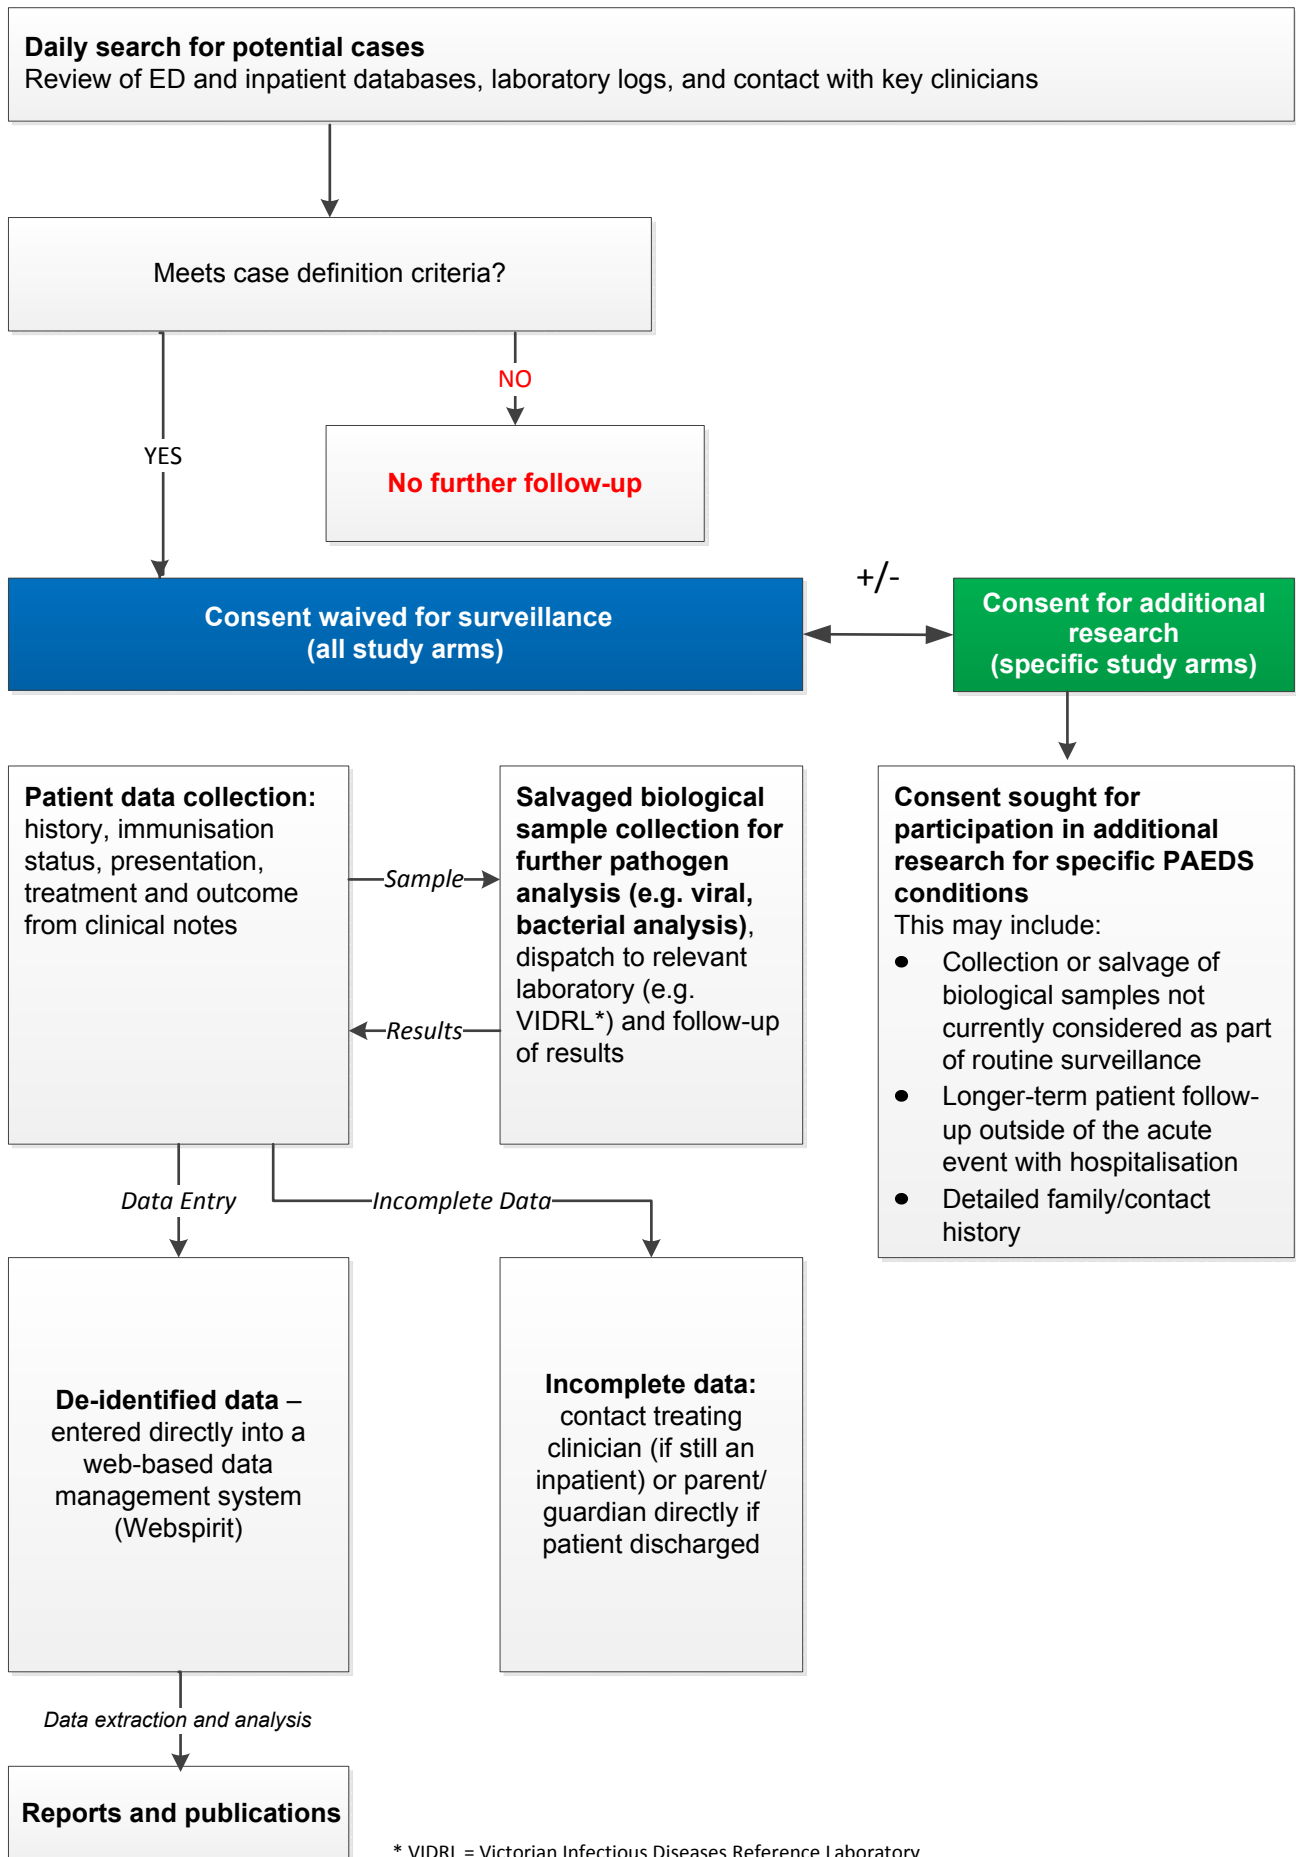 Daily search for potential cases
Review of ED and inpatient databases, laboratory logs, and contact with key clinicians
Meets case definition criteria?
NO
YES
No further follow-up
Consent waived for surveillance
(all study arms)
+/-
Consent for additional
research
(specific study arms)
Patient data collection:
history, immunisation
status, presentation,
treatment and outcome
from clinical notes
Sample
Results
Salvaged biological
sample collection for
further pathogen
analysis (e.g. viral,
bacterial analysis),
dispatch to relevant
laboratory (e.g.
VIDRL*) and follow-up
of results
Consent sought for
participation in additional
research for specific PAEDS
conditions
This may include:
● Collection or salvage of
biological samples not
currently considered as part
of routine surveillance
● Longer-term patient follow-
up outside of the acute
event with hospitalisation
● Detailed family/contact
history
Data Entry
Incomplete Data
De-identified data –
entered directly into a
web-based data
management system
(Webspirit)
Incomplete data:
contact treating
clinician (if still an
inpatient) or parent/
guardian directly if
patient discharged
Data extraction and analysis
Reports and publications
* VIDRL = Victorian Infectious Diseases Reference Laboratory